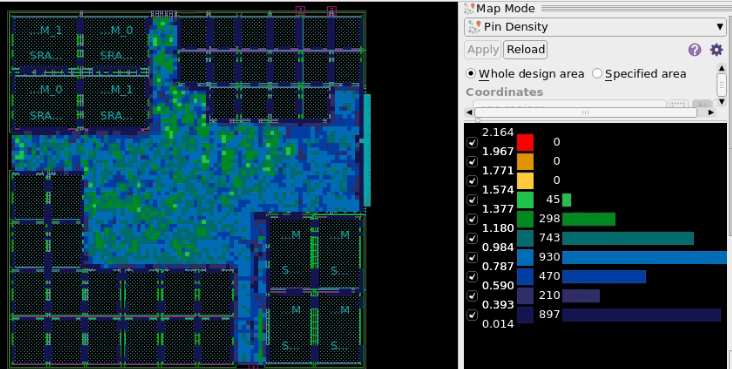 Map Mode
Pin Density
Apply Reload
Whole design area Specified area
Coordinates
...M_1 ...M_0
SRA... SRA...
...M_0 ...M_1
SRA... SRA...
...M ...M
S... S...
...M ...M
S... S...
2.164
0
1.967
0
1.771
0
1.574
45
1.377
298
1.180
743
0.984
930
0.787
470
0.590
210
0.393
897
0.014